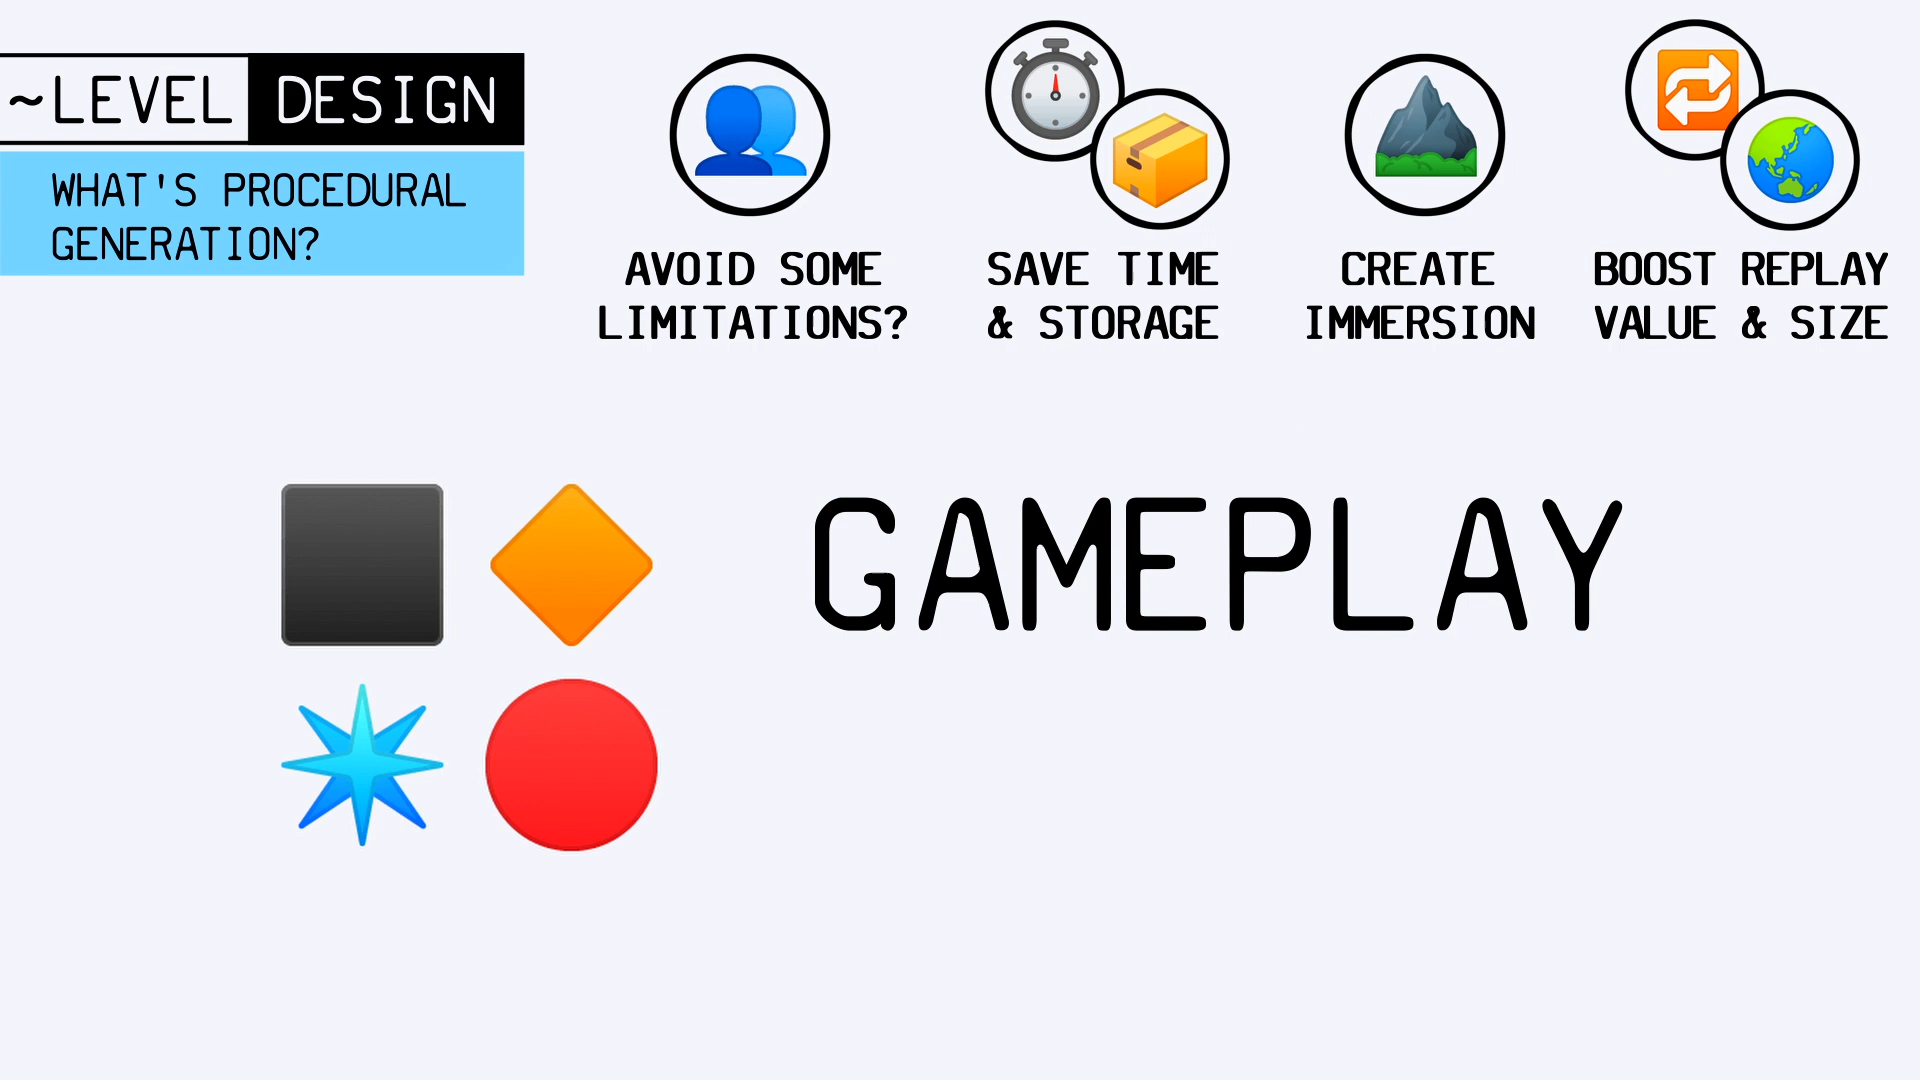 ~LEVEL DESIGN
WHAT'S PROCEDURAL
GENERATION?
AVOID SOME
LIMITATIONS?
SAVE TIME
& STORAGE
CREATE
IMMERSION
BOOST REPLAY
VALUE & SIZE
GAMEPLAY